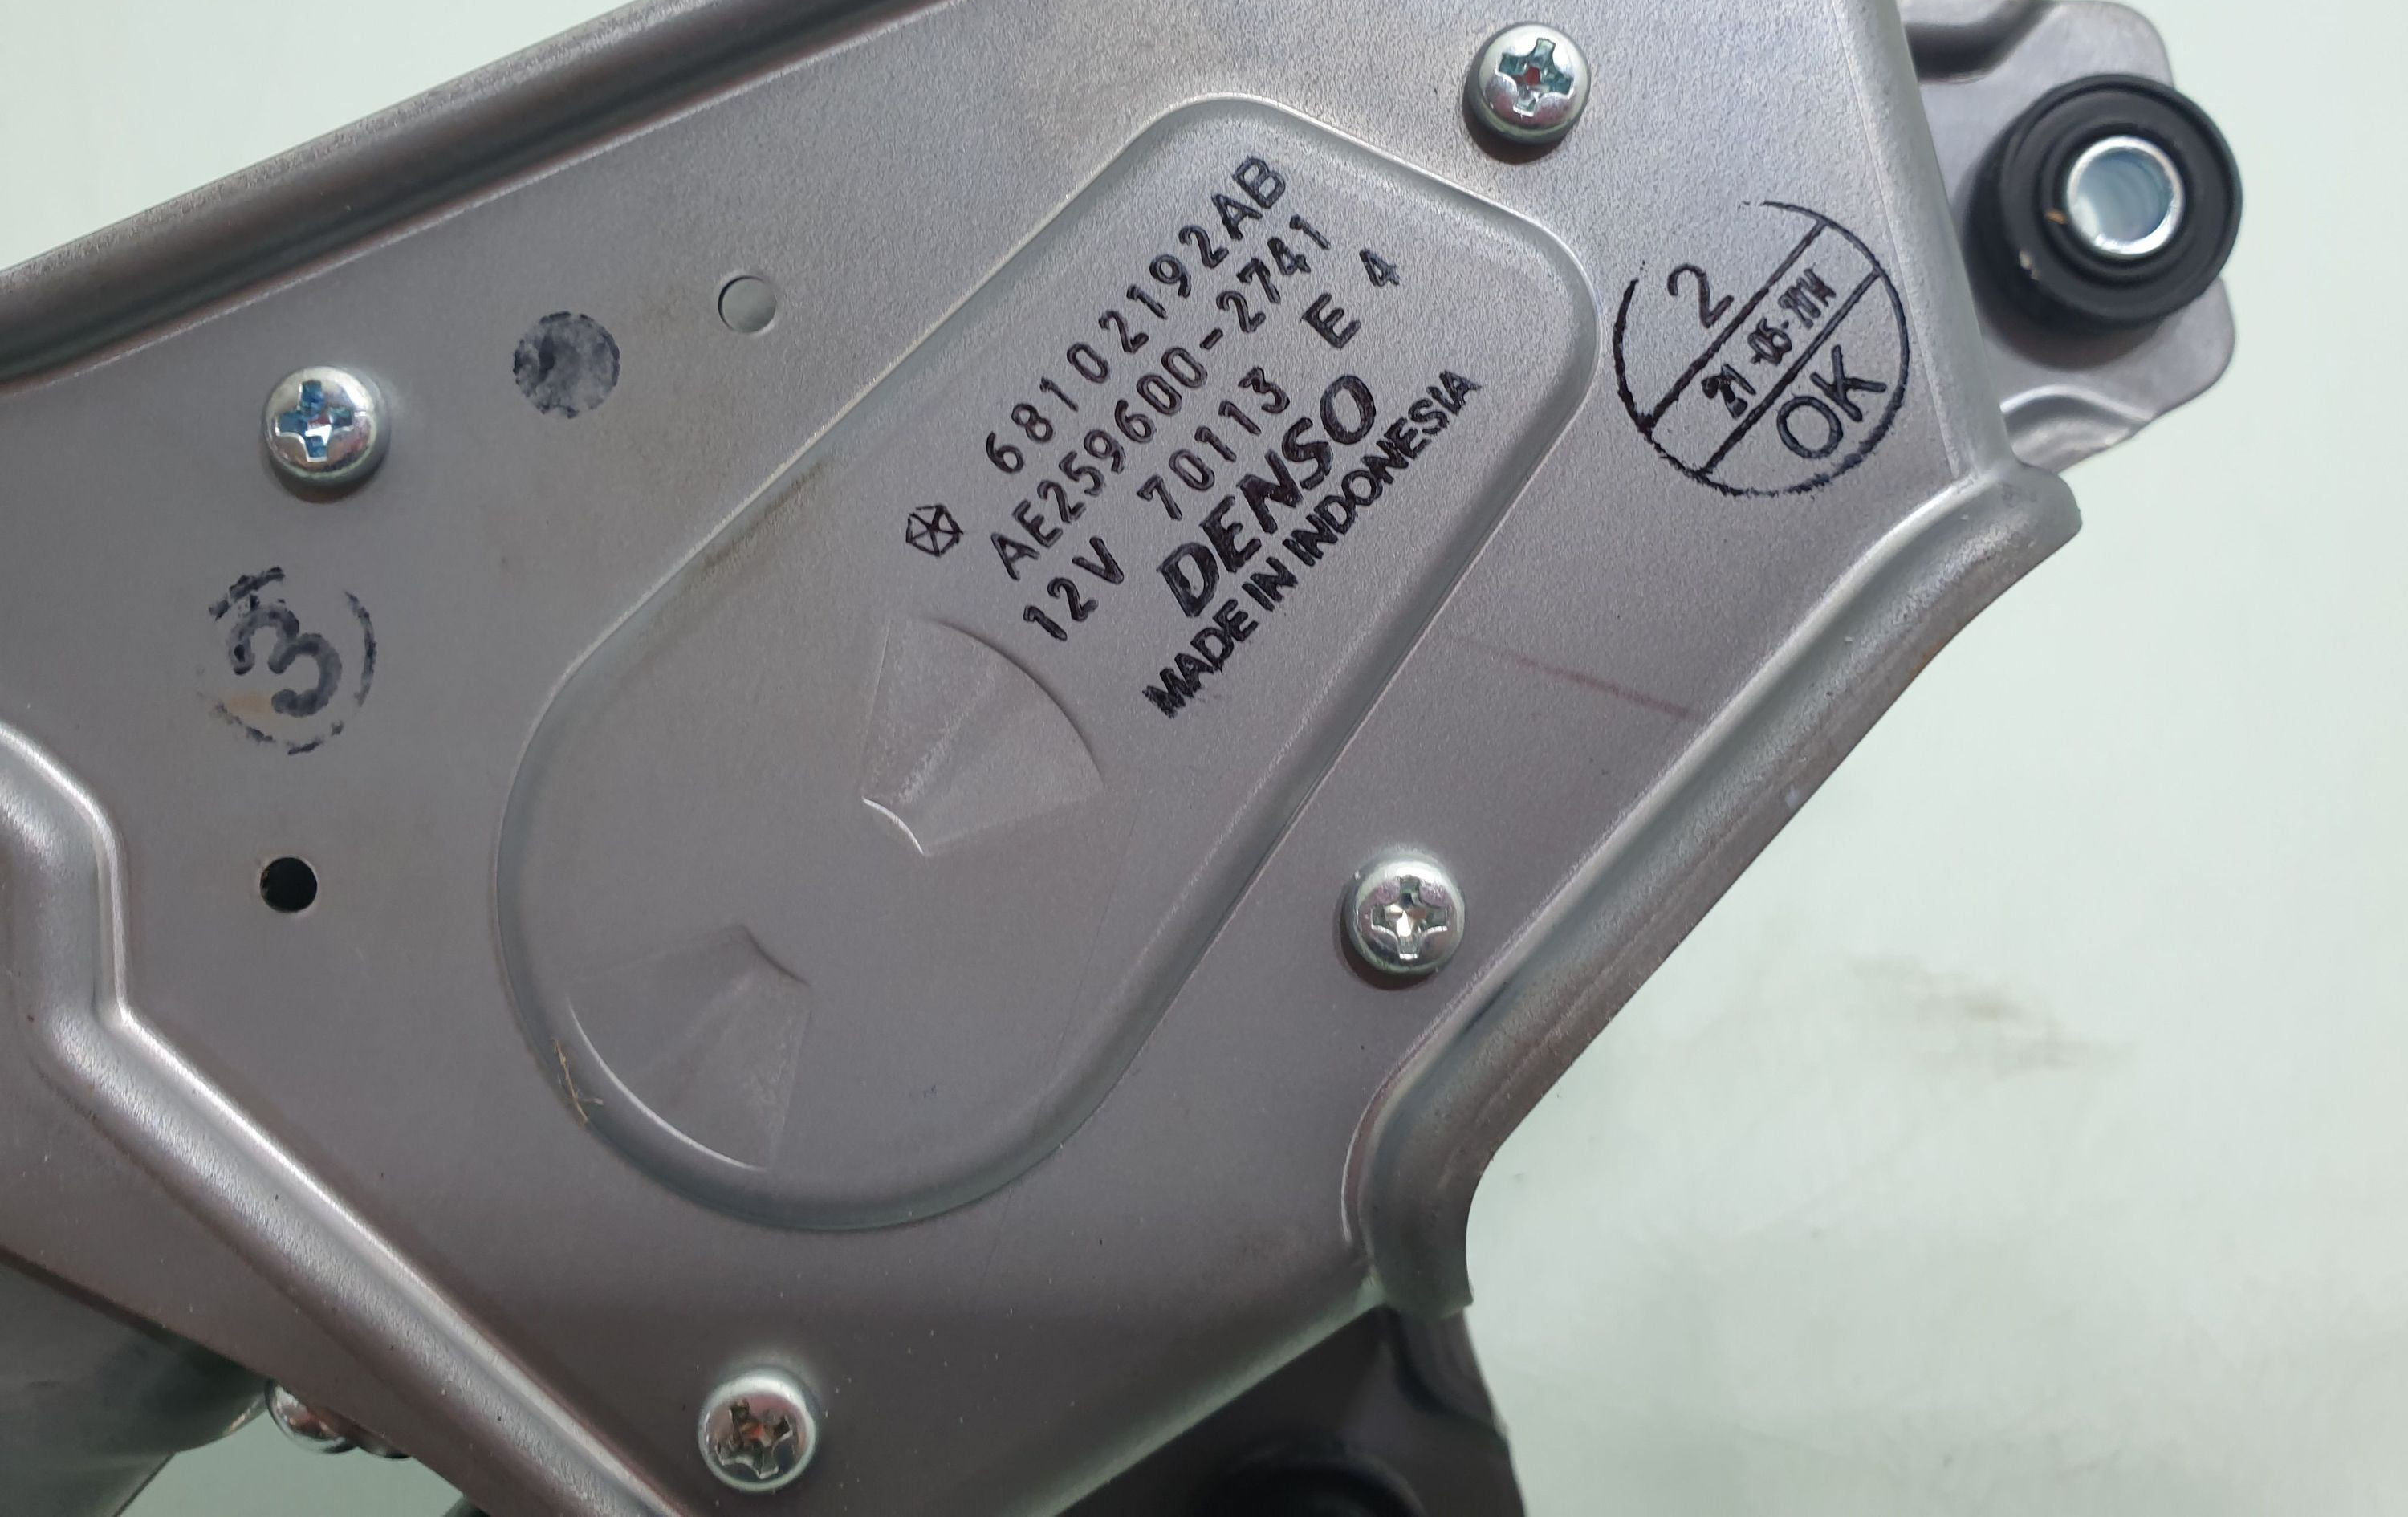 68102192AB
AE259600-2741
12V 70113 E 4
DENSO
MADE IN INDONESIA
2
OK
3